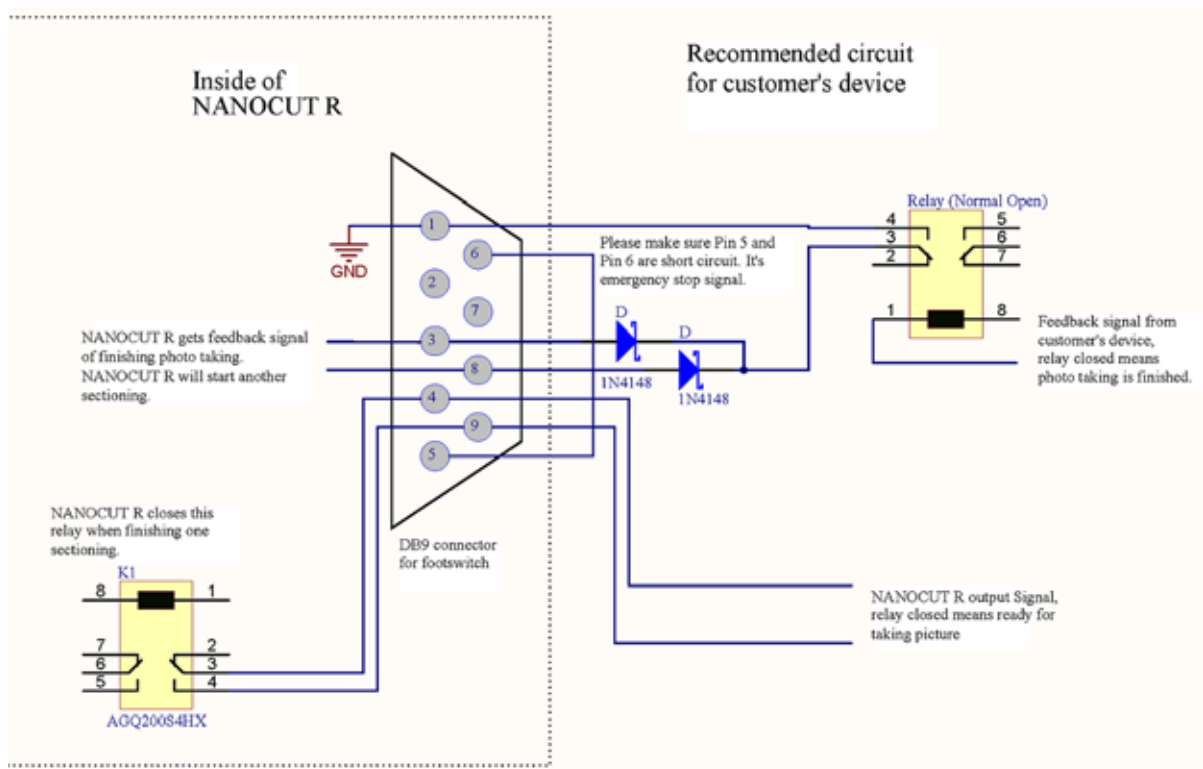 Inside of
NANOCUT R
Recommended circuit
for customer's device
Relay (Normal Open)
4
5
3
6
2
7
1
8
1
GND
6
2
7
3
8
4
9
5
Please make sure Pin 5 and
Pin 6 are short circuit. It's
emergency stop signal.
D
D
1N4148
1N4148
Feedback signal from
customer's device,
relay closed means
photo taking is finished.
NANOCUT R gets feedback signal
of finishing photo taking.
NANOCUT R will start another
sectioning.
NANOCUT R closes this
relay when finishing one
sectioning.
DB9 connector
for footswitch
K1
8
1
7
2
6
3
5
4
AGQ200S4HX
NANOCUT R output Signal,
relay closed means ready for
taking picture